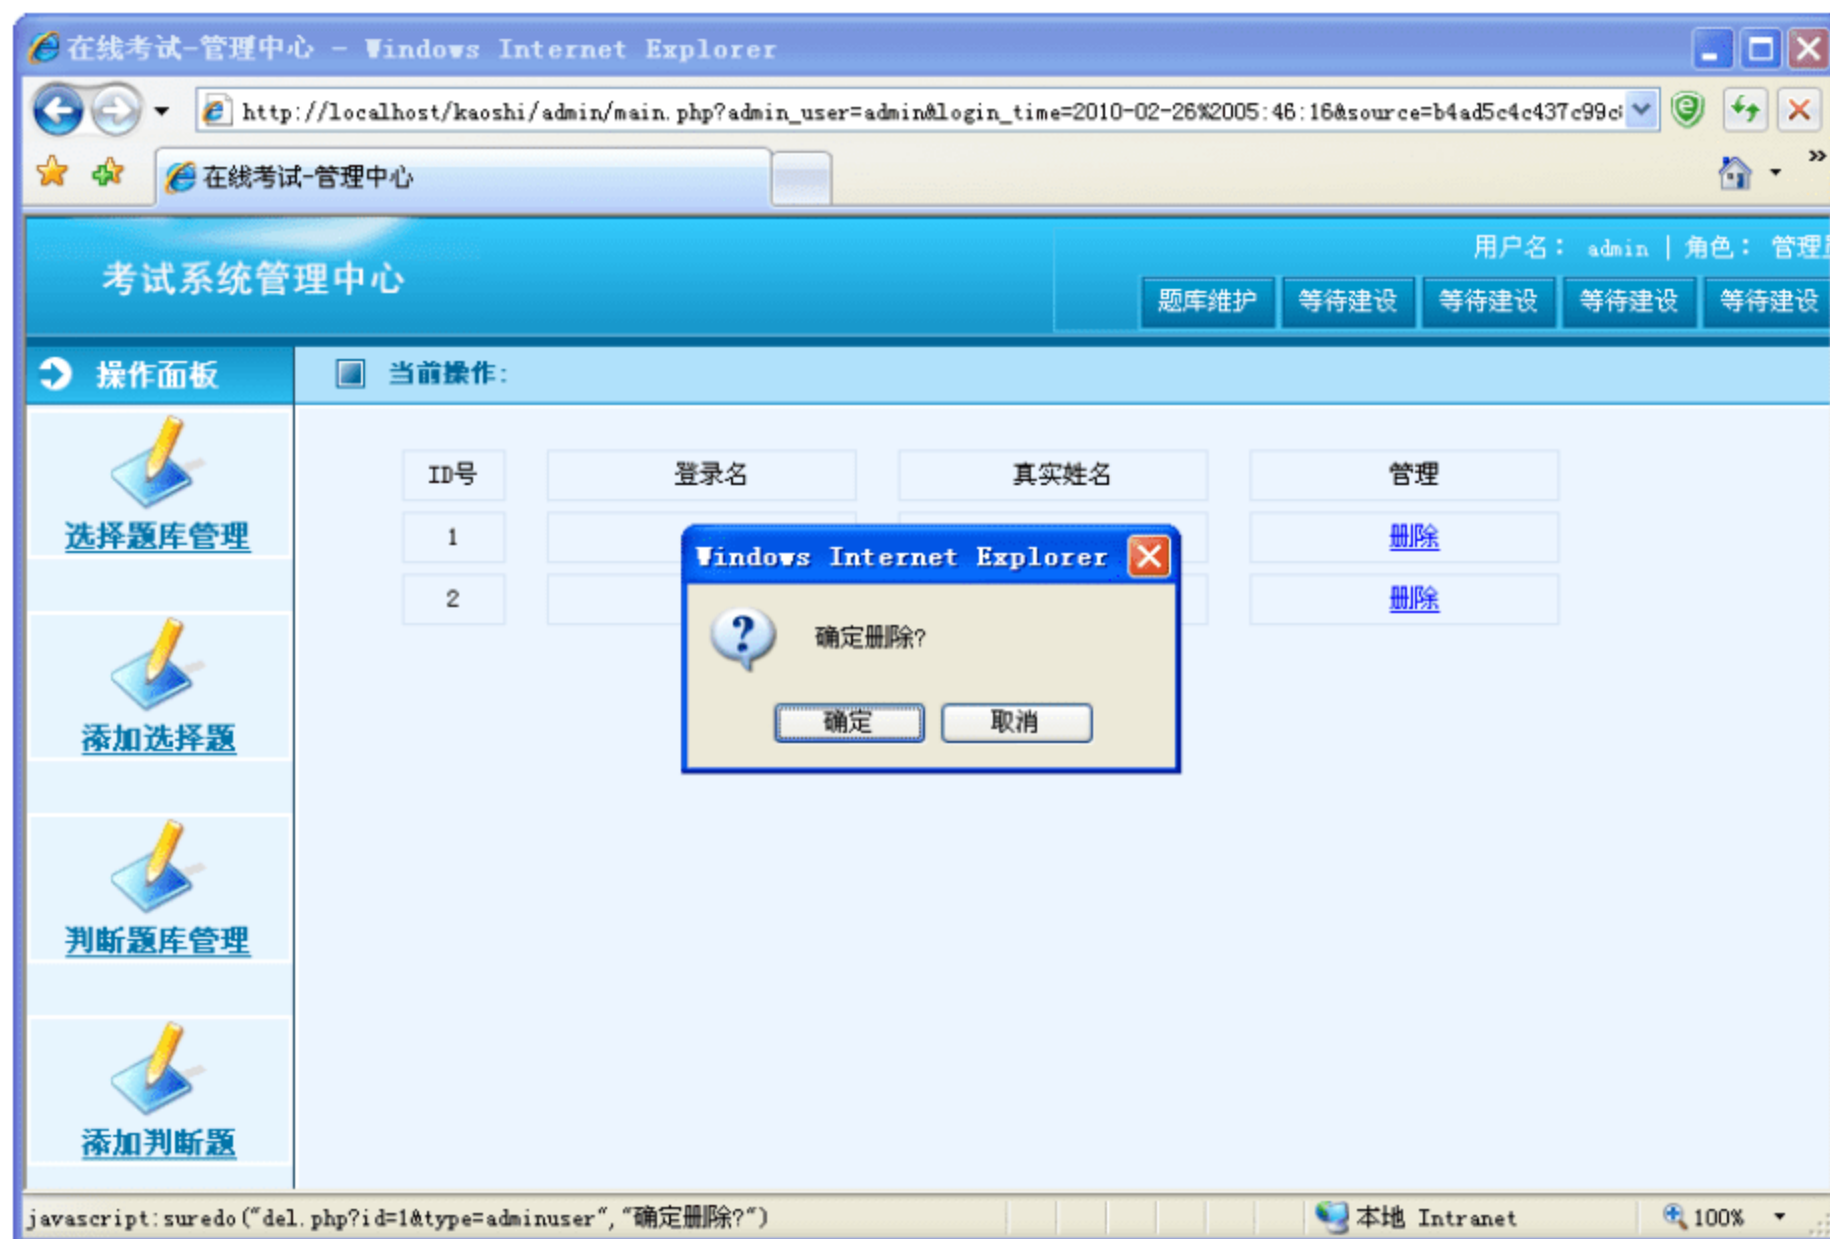 在线考试-管理中心 - Windows Internet Explorer
http://localhost/kaoshi/admin/main.php?admin_user=admin&login_time=2010-02-26%2005:46:16&source=b4ad5c4c437c99c
在线考试-管理中心
»
用户名： admin | 角色： 管理
考试系统管理中心
题库维护 等待建设 等待建设 等待建设 等待建设
操作面板
当前操作:
ID号 登录名 真实姓名 管理
1 删除
2 删除
Windows Internet Explorer
确定删除?
确定 取消
选择题库管理
添加选择题
判断题库管理
添加判断题
javascript:suredo("del.php?id=1&type=adminuser","确定删除?")
本地 Intranet
100%